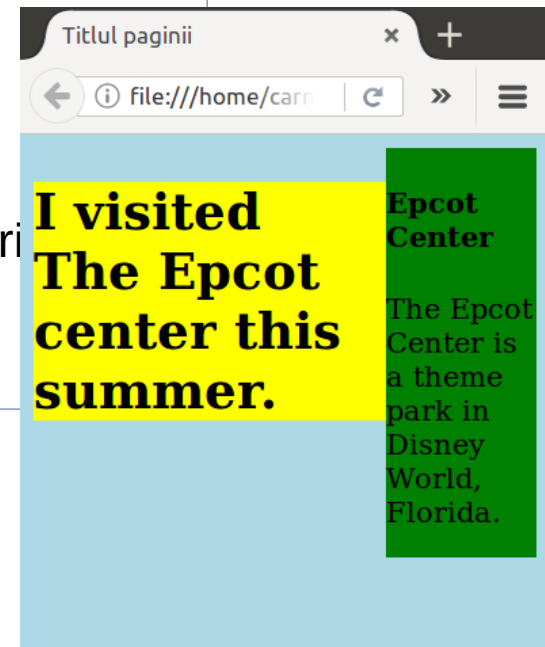 Titlul paginii
file:///home/carn
ri
I visited
The Epcot
center this
summer.
Epcot
Center
The Epcot
Center is
a theme
park in
Disney
World,
Florida.